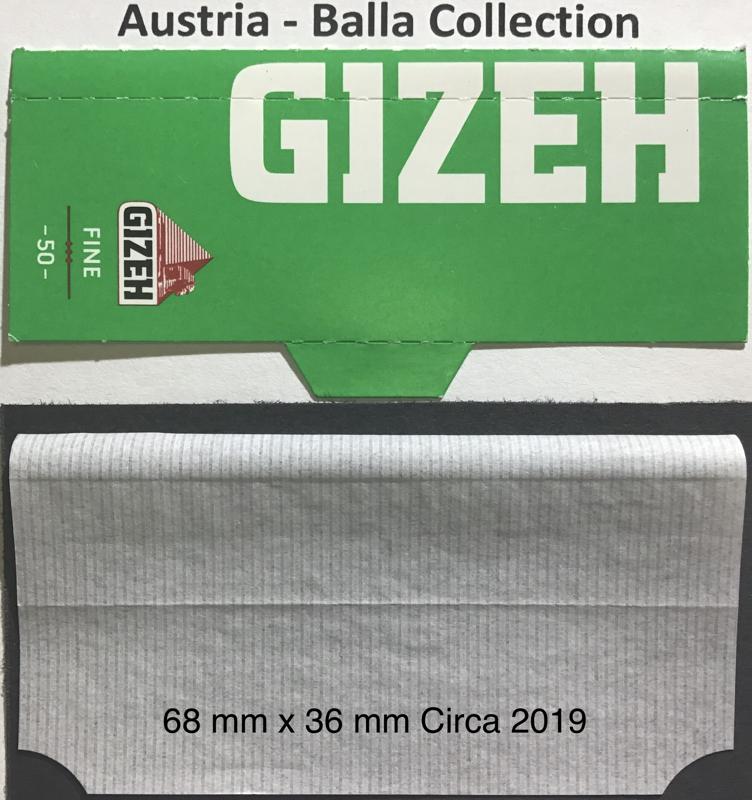 Austria - Balla Collection
GIZEH
GIZEH
FINE
-50-
68 mm x 36 mm Circa 2019